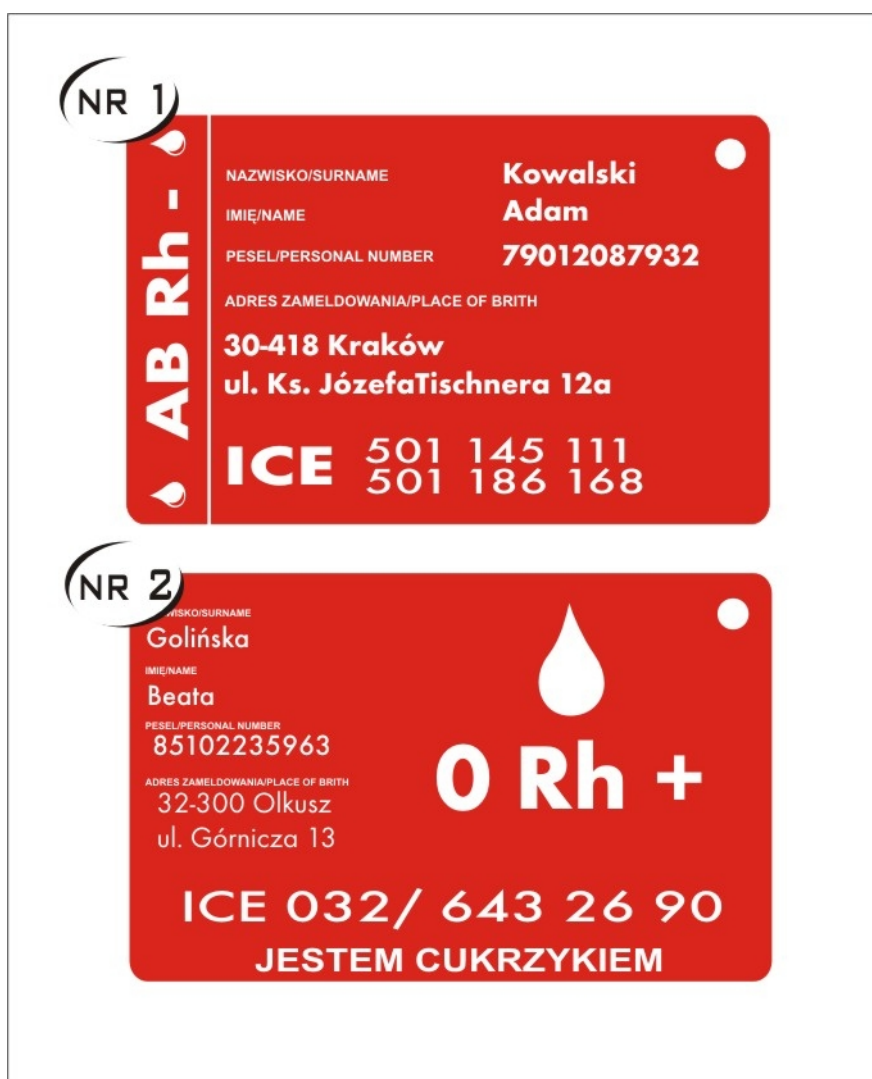 NR 1
AB Rh -
NAZWISKO/SURNAME Kowalski
IMIĘ/NAME Adam
PESEL/PERSONAL NUMBER 79012087932
ADRES ZAMELDOWANIA/PLACE OF BRITH
30-418 Kraków
ul. Ks. JózefaTischnera 12a
ICE 501 145 111
501 186 168
NR 2
WISKO/SURNAME
Golińska
IMIĘ/NAME
Beata
PESEL/PERSONAL NUMBER
85102235963
ADRES ZAMELDOWANIA/PLACE OF BRITH
32-300 Olkusz
ul. Górnicza 13
0 Rh +
ICE 032/ 643 26 90
JESTEM CUKRZYKIEM